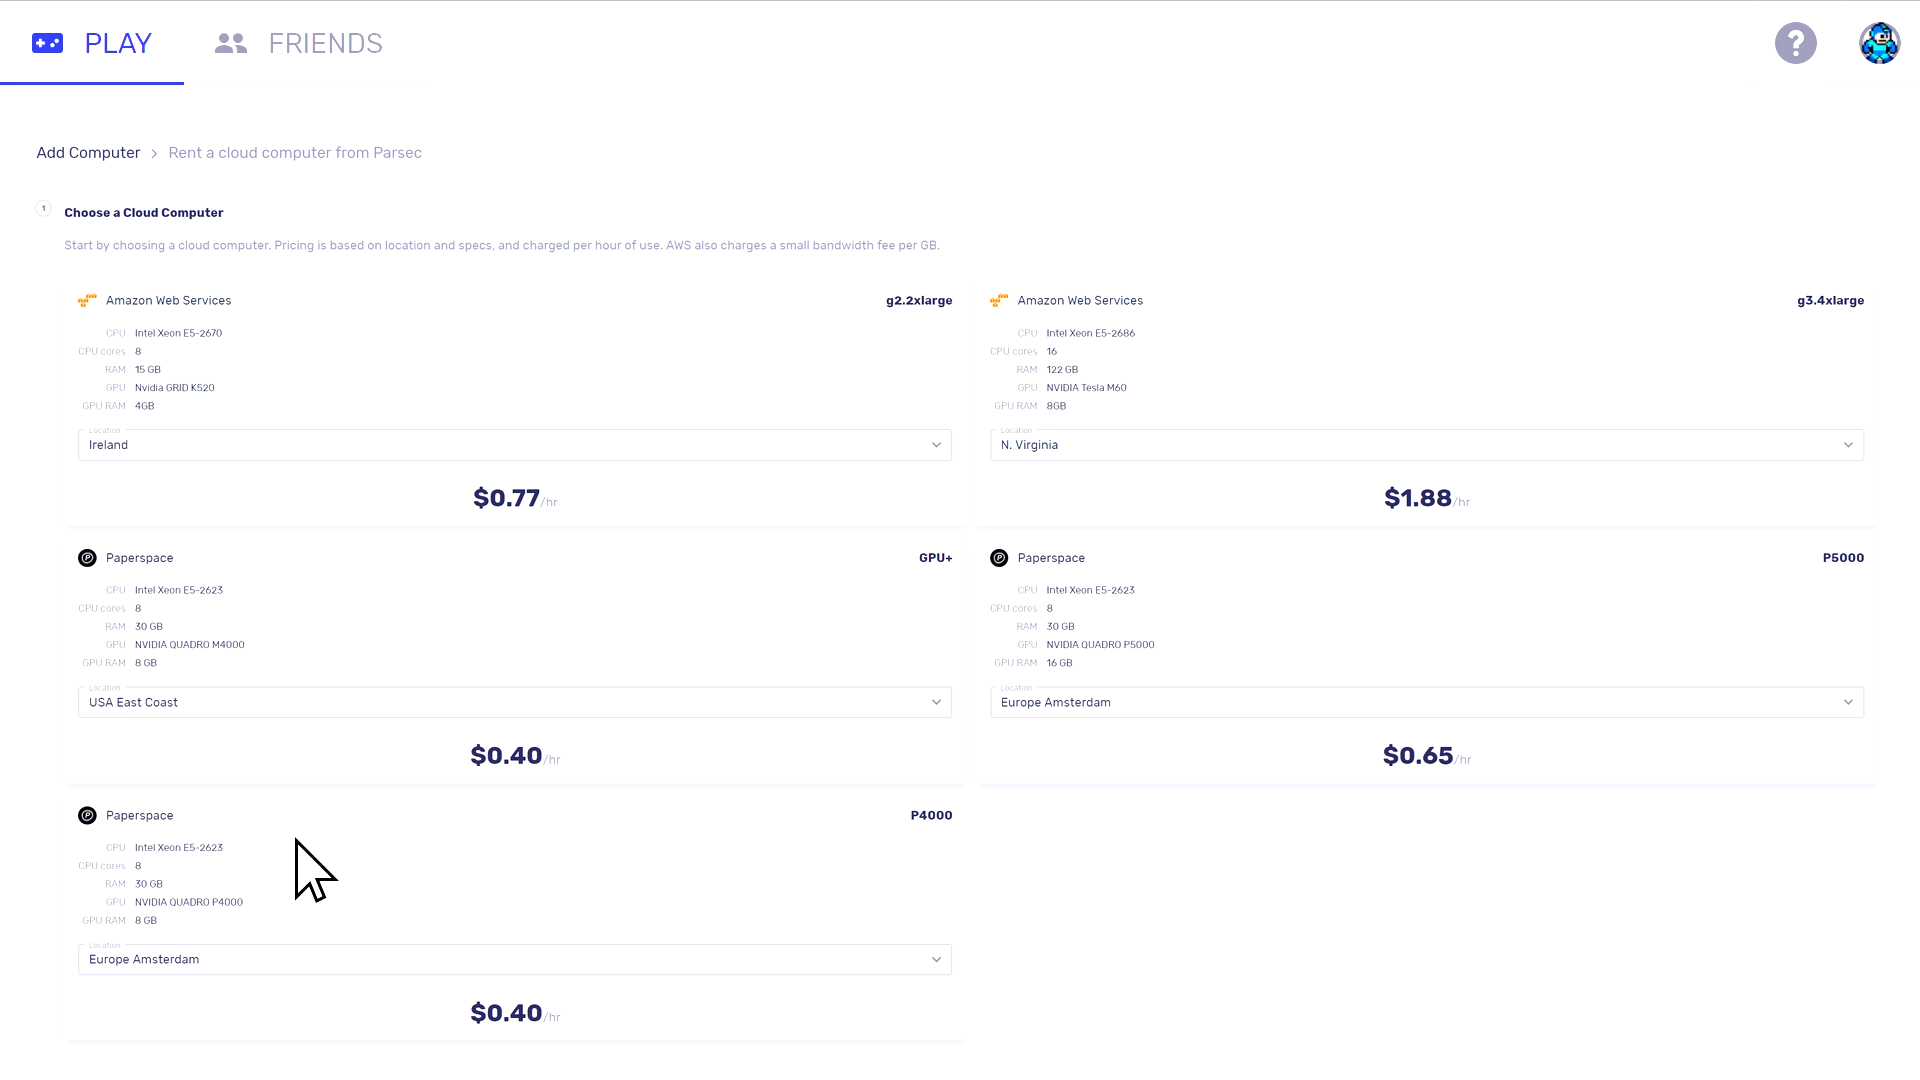 PLAY FRIENDS ?
Add Computer > Rent a cloud computer from Parsec
1 Choose a Cloud Computer
Start by choosing a cloud computer. Pricing is based on location and specs, and charged per hour of use. AWS also charges a small bandwidth fee per GB.
Amazon Web Services g2.2xlarge
CPU Intel Xeon E5-2670
CPU cores 8
RAM 15 GB
GPU Nvidia GRID K520
GPU RAM 4GB
Location
Ireland
$0.77/hr
Amazon Web Services g3.4xlarge
CPU Intel Xeon E5-2686
CPU cores 16
RAM 122 GB
GPU NVIDIA Tesla M60
GPU RAM 8GB
Location
N. Virginia
$1.88/hr
Paperspace GPU+
CPU Intel Xeon E5-2623
CPU cores 8
RAM 30 GB
GPU NVIDIA QUADRO M4000
GPU RAM 8 GB
Location
USA East Coast
$0.40/hr
Paperspace P5000
CPU Intel Xeon E5-2623
CPU cores 8
RAM 30 GB
GPU NVIDIA QUADRO P5000
GPU RAM 16 GB
Location
Europe Amsterdam
$0.65/hr
Paperspace P4000
CPU Intel Xeon E5-2623
CPU cores 8
RAM 30 GB
GPU NVIDIA QUADRO P4000
GPU RAM 8 GB
Location
Europe Amsterdam
$0.40/hr